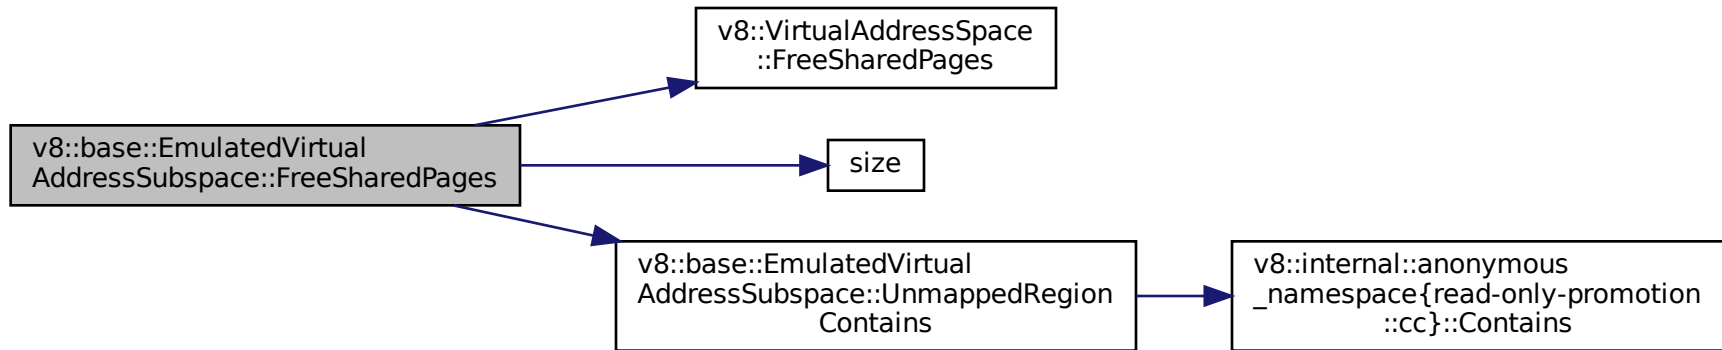 v8::VirtualAddressSpace
::FreeSharedPages
v8::base::EmulatedVirtual
AddressSubspace::FreeSharedPages
size
v8::base::EmulatedVirtual
AddressSubspace::UnmappedRegion
Contains
v8::internal::anonymous
_namespace{read-only-promotion
::cc}::Contains